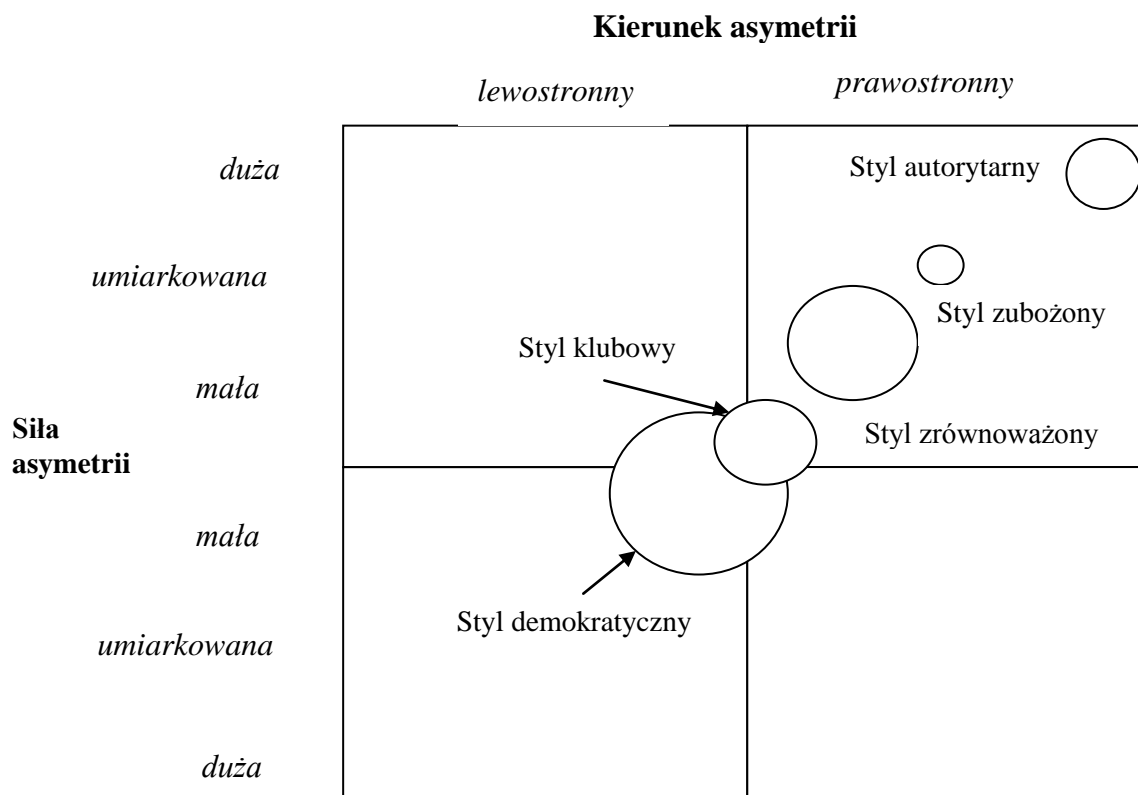 Kierunek asymetrii
lewostronny
prawostronny
duża
Styl autorytarny
umiarkowana
Styl zubożony
Styl klubowy
mała
Siła
asymetrii
Styl zrównoważony
mała
Styl demokratyczny
umiarkowana
duża